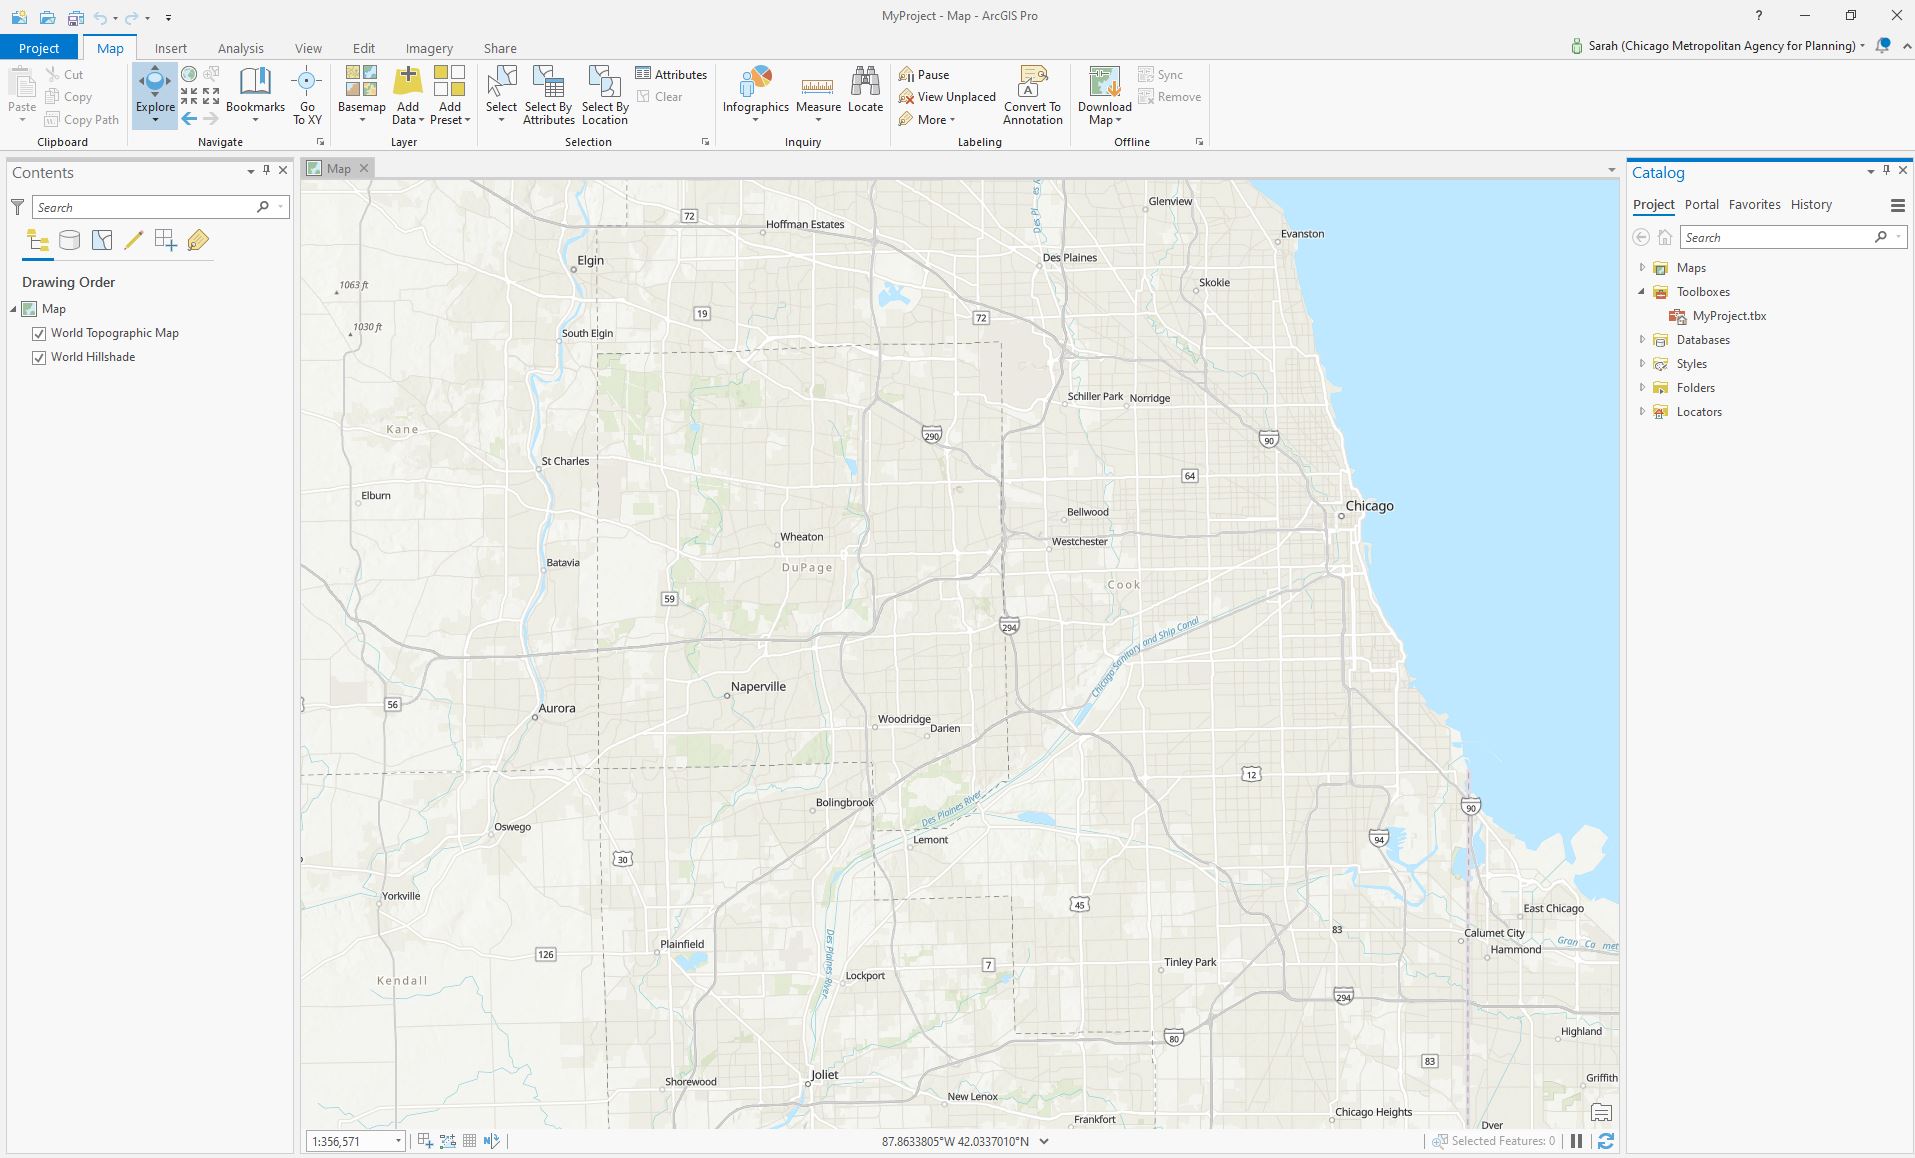 MyProject - Map - ArcGIS Pro
?
Project Map Insert Analysis View Edit Imagery Share
Sarah (Chicago Metropolitan Agency for Planning)
Paste
Cut
Copy
Copy Path
Clipboard
Explore
Bookmarks
Go To XY
Navigate
Basemap
Add Data
Add Preset
Layer
Select
Select By Attributes
Select By Location
Attributes
Clear
Selection
Infographics
Measure
Locate
Inquiry
Pause
View Unplaced
More
Convert To Annotation
Labeling
Download Map
Sync
Remove
Offline
Contents
Search
Drawing Order
Map
World Topographic Map
World Hillshade
Map
Glenview
72
Hoffman Estates
Evanston
Des Plaines
Elgin
Skokie
1063 ft
19
72
1030 ft
South Elgin
Schiller Park
Norridge
Kane
290
90
St Charles
64
Elburn
Chicago
Bellwood
Wheaton
Westchester
Batavia
DuPage
Cook
59
294
Chicago Sanitary and Ship Canal
Naperville
56
Aurora
Woodridge
Darien
12
Bolingbrook
Des Plaines River
90
Oswego
Lemont
94
30
Yorkville
45
East Chicago
83
Calumet City
Plainfield
Hammond
126
Des Plaines River
Tinley Park
7
Lockport
Kendall
294
Highland
80
83
Joliet
Shorewood
Griffith
New Lenox
Chicago Heights
Frankfort
Dyer
1:356,571
87.8633805°W 42.0337010°N
Selected Features: 0
Catalog
Project Portal Favorites History
Search
Maps
Toolboxes
MyProject.tbx
Databases
Styles
Folders
Locators